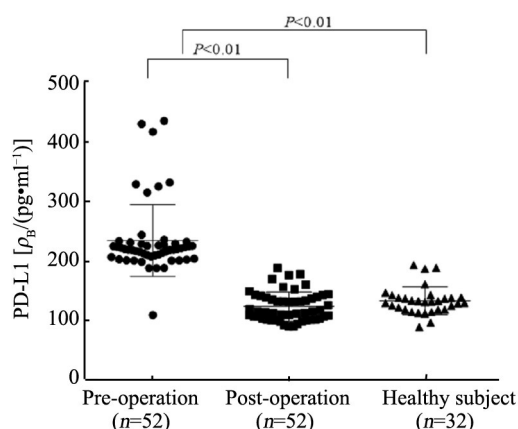 P<0.01
P<0.01
500
400
300
200
100
0
PD-L1 [ρB/(pg•ml⁻¹)]
Pre-operation Post-operation Healthy subject
(n=52) (n=52) (n=32)